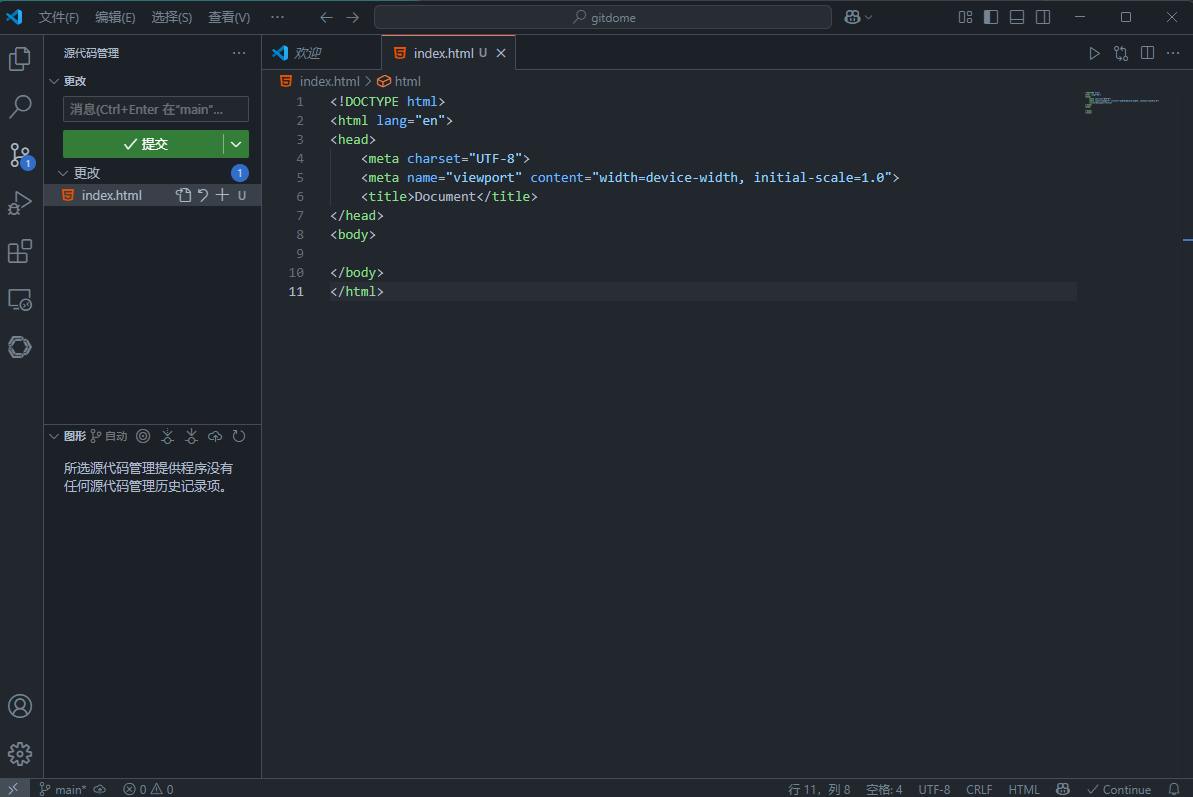 文件(F) 编辑(E) 选择(S) 查看(V) ··· gitdome
源代码管理 ···
欢迎 index.html U
更改
index.html > html
消息(Ctrl+Enter 在“main”...
提交
更改 1
index.html U
1
1 <!DOCTYPE html>
2 <html lang="en">
3 <head>
4     <meta charset="UTF-8">
5     <meta name="viewport" content="width=device-width, initial-scale=1.0">
6     <title>Document</title>
7 </head>
8 <body>
9
10 </body>
11 </html>
图形 自动
所选源代码管理提供程序没有
任何源代码管理历史记录项。
main* 0 0 行 11，列 8 空格: 4 UTF-8 CRLF HTML Continue